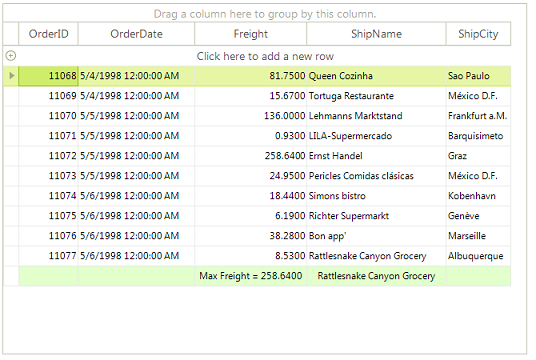 Drag a column here to group by this column.
OrderID OrderDate Freight ShipName ShipCity
Click here to add a new row
11068 5/4/1998 12:00:00 AM 81.7500 Queen Cozinha Sao Paulo
11069 5/4/1998 12:00:00 AM 15.6700 Tortuga Restaurante México D.F.
11070 5/5/1998 12:00:00 AM 136.0000 Lehmanns Marktstand Frankfurt a.M.
11071 5/5/1998 12:00:00 AM 0.9300 LILA-Supermercado Barquisimeto
11072 5/5/1998 12:00:00 AM 258.6400 Ernst Handel Graz
11073 5/5/1998 12:00:00 AM 24.9500 Pericles Comidas clásicas México D.F.
11074 5/6/1998 12:00:00 AM 18.4400 Simons bistro Kobenhavn
11075 5/6/1998 12:00:00 AM 6.1900 Richter Supermarkt Genève
11076 5/6/1998 12:00:00 AM 38.2800 Bon app' Marseille
11077 5/6/1998 12:00:00 AM 8.5300 Rattlesnake Canyon Grocery Albuquerque
Max Freight = 258.6400 Rattlesnake Canyon Grocery